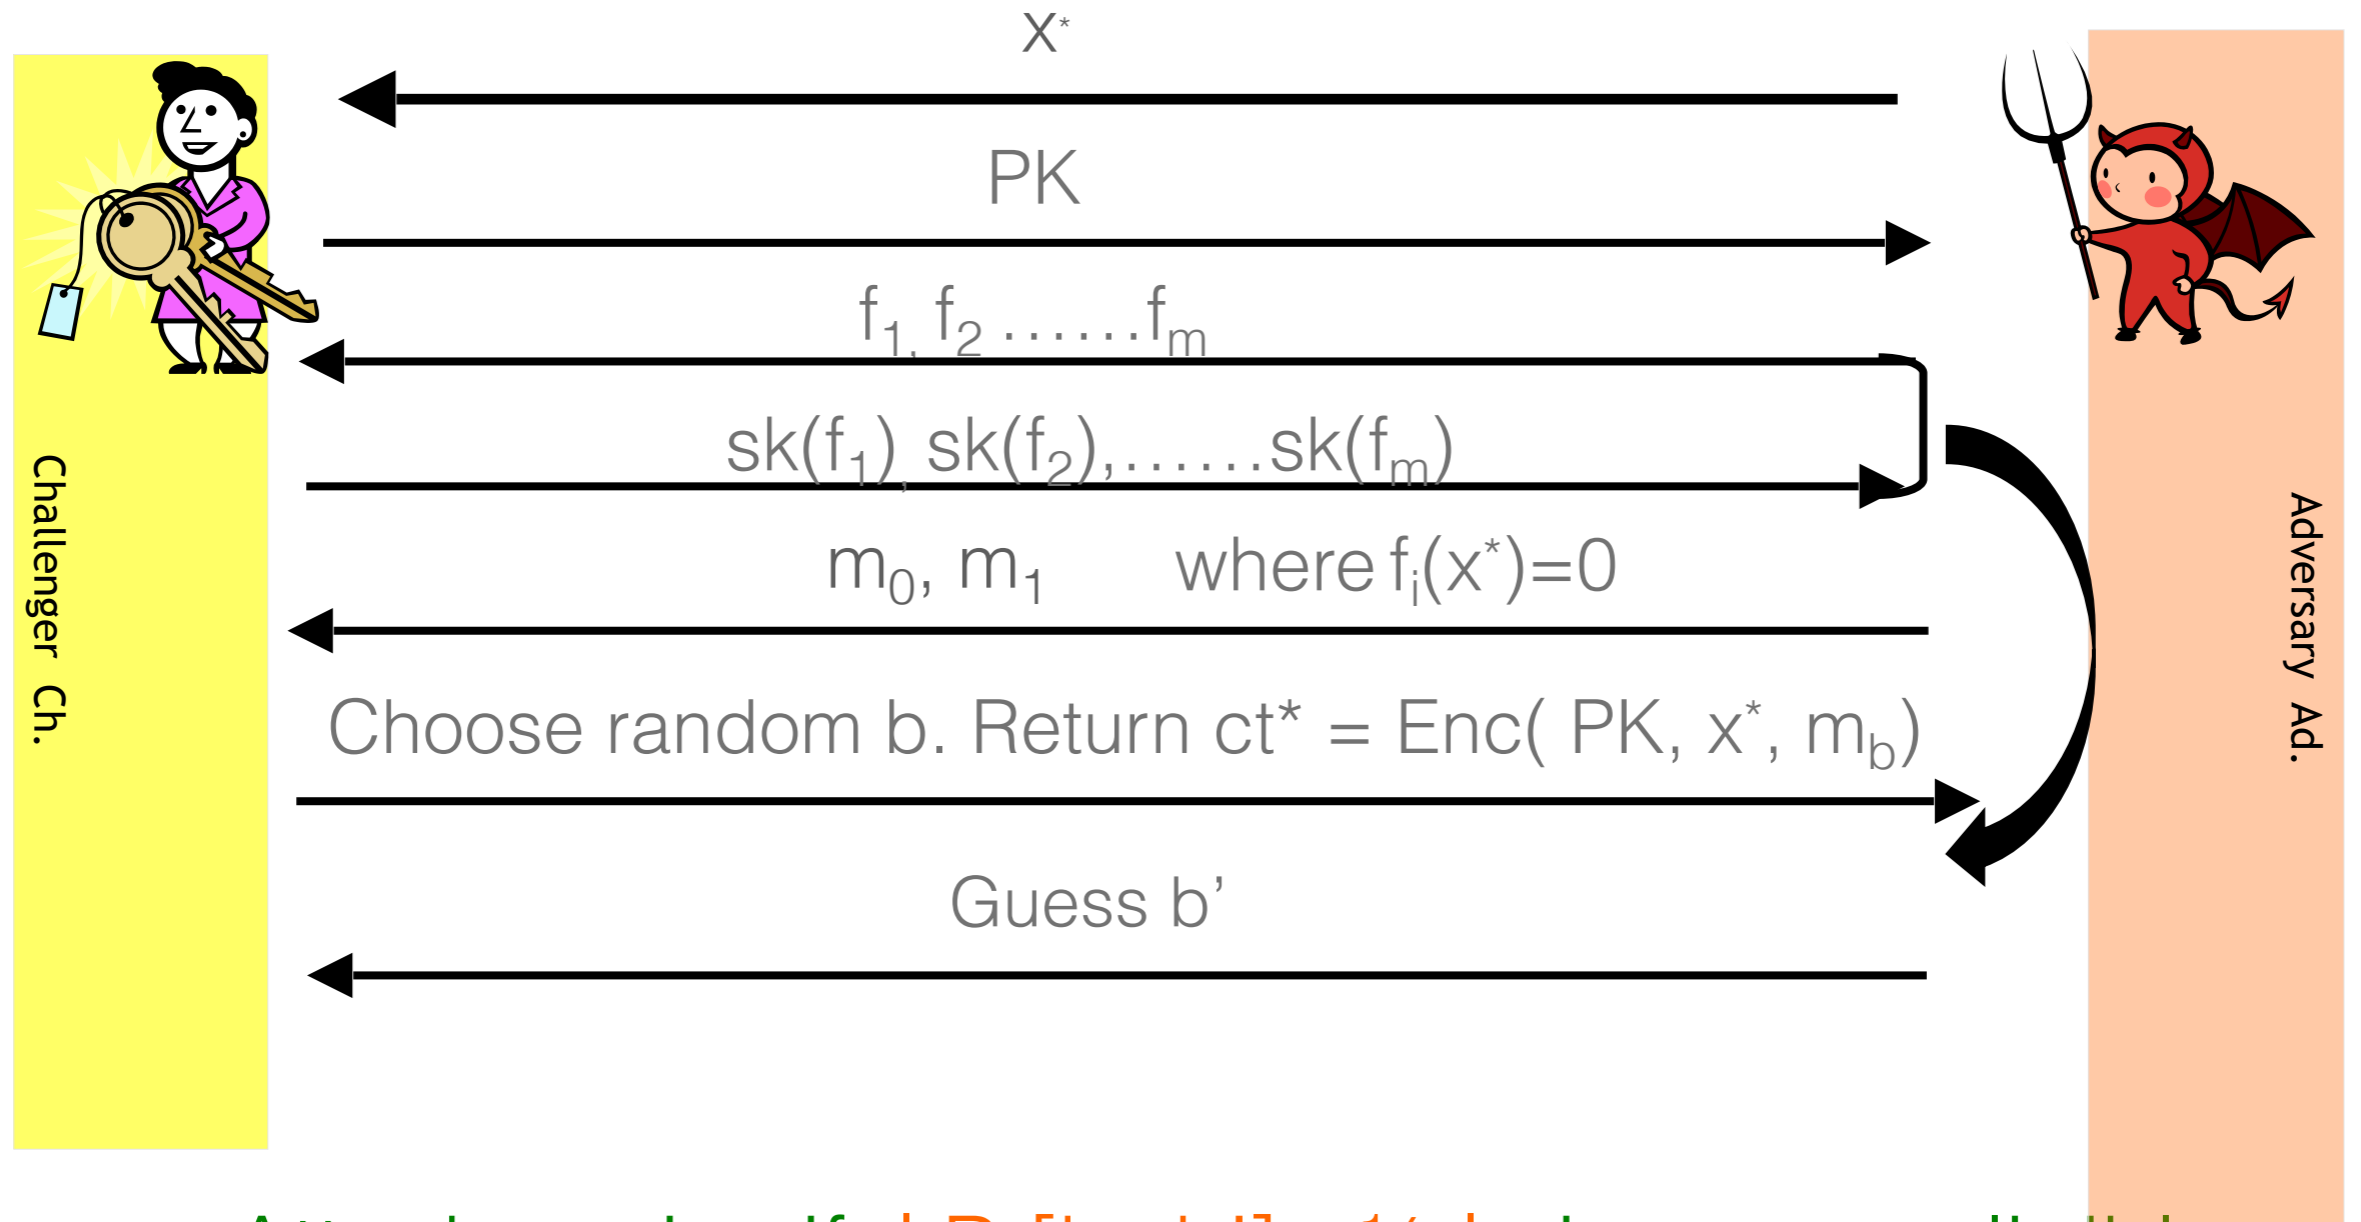 x*
PK
f1, f2 ......fm
sk(f1), sk(f2),......sk(fm)
m0, m1 where fi(x*)=0
Choose random b. Return ct* = Enc( PK, x*, mb)
Guess b’
Challenger Ch.
Adversary Ad.